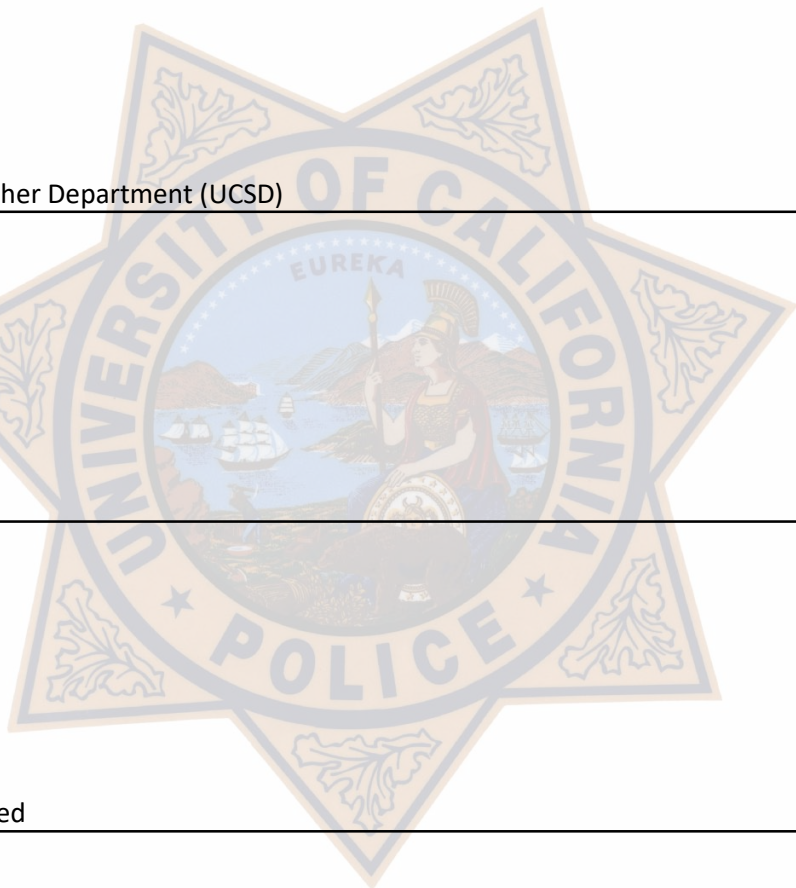 her Department (UCSD)
UNIVERSITY OF CALIFORNIA
EUREKA
POLICE
ed